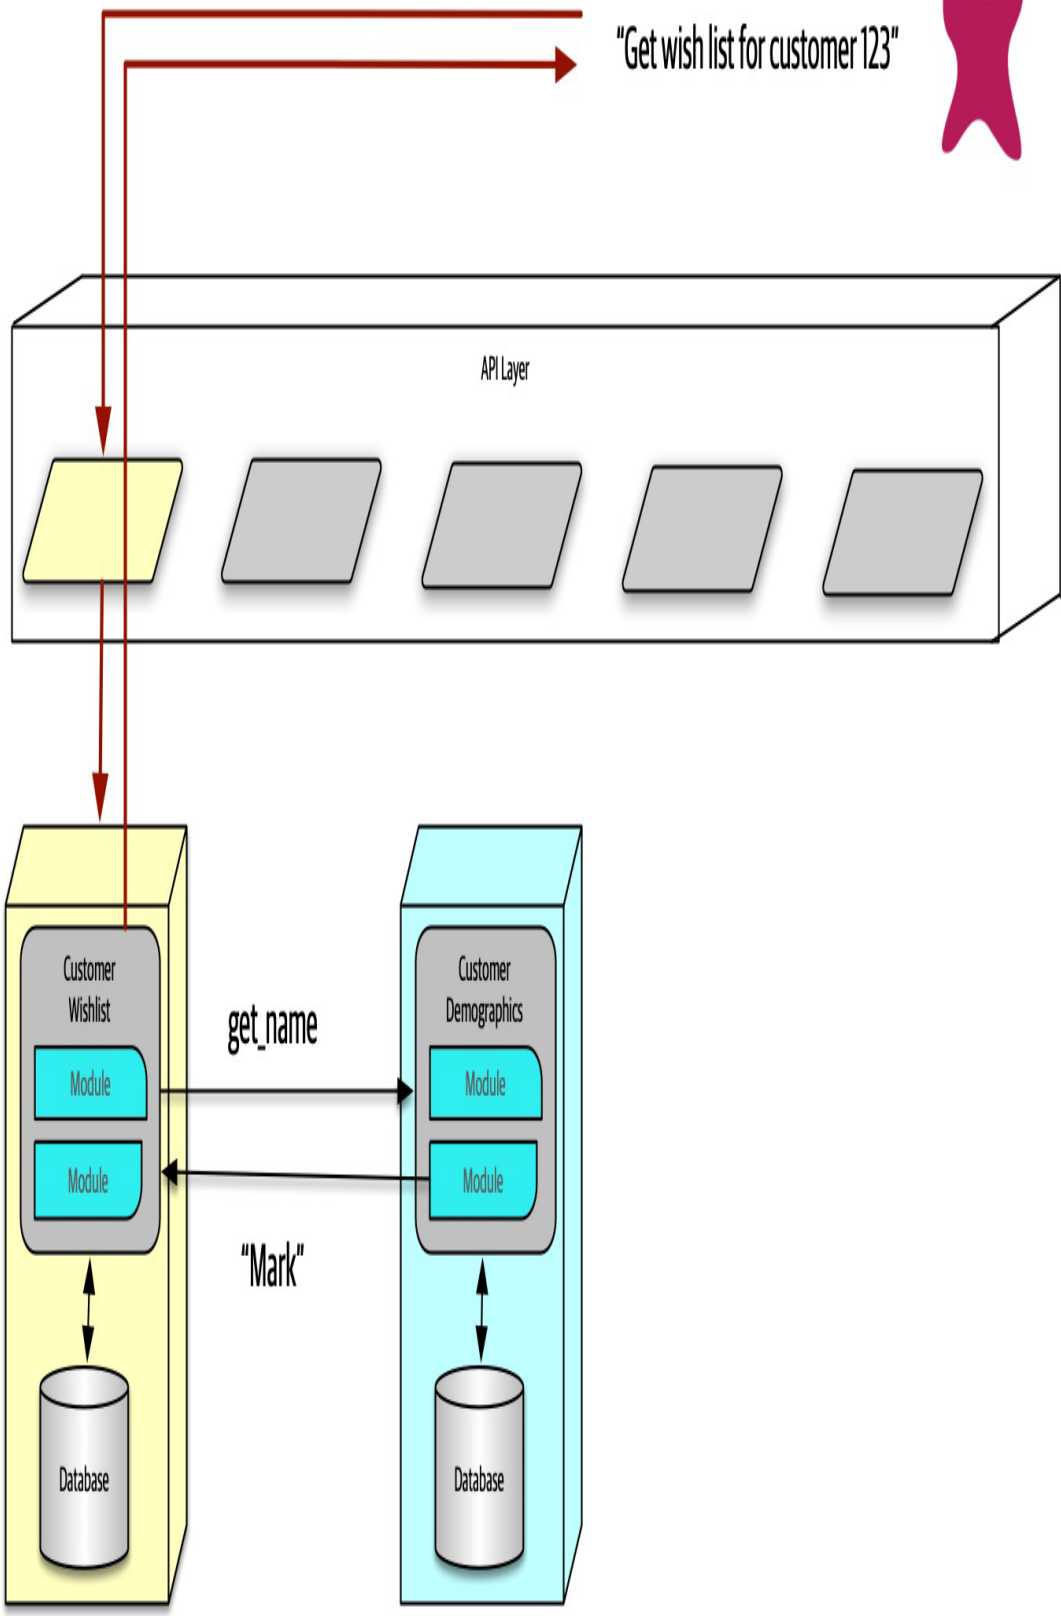 “Get wish list for customer 123”
API Layer
Customer
Wishlist
Module
Module
Database
get_name
“Mark”
Customer
Demographics
Module
Module
Database